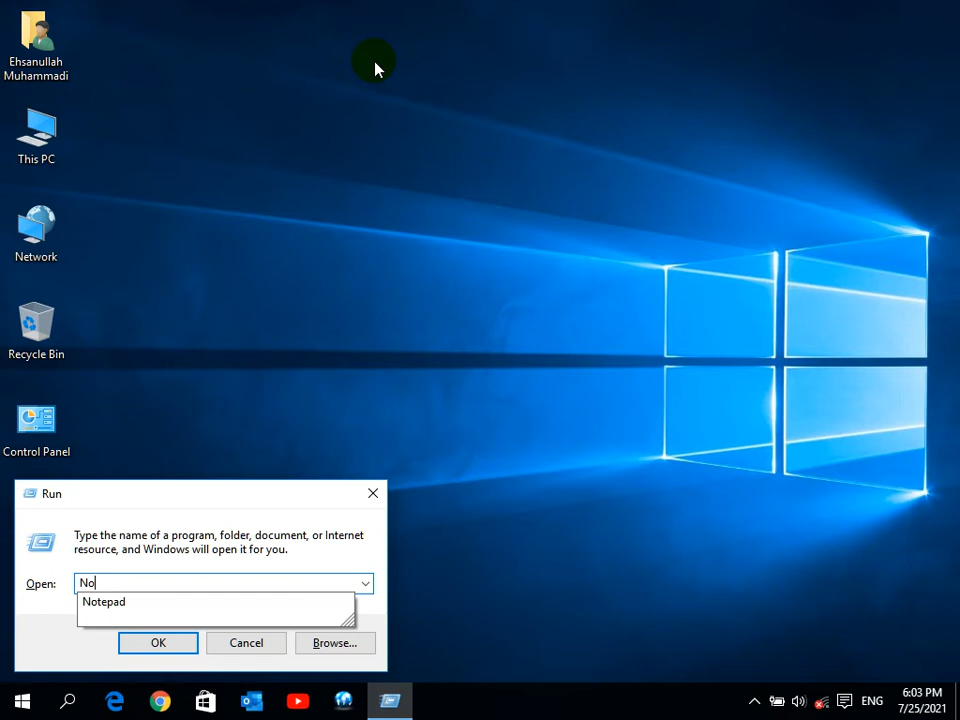 Ehsanullah
Muhammadi
This PC
Network
Recycle Bin
Control Panel
Run
Type the name of a program, folder, document, or Internet
resource, and Windows will open it for you.
Open:
No
Notepad
OK
Cancel
Browse...
ENG
6:03 PM
7/25/2021